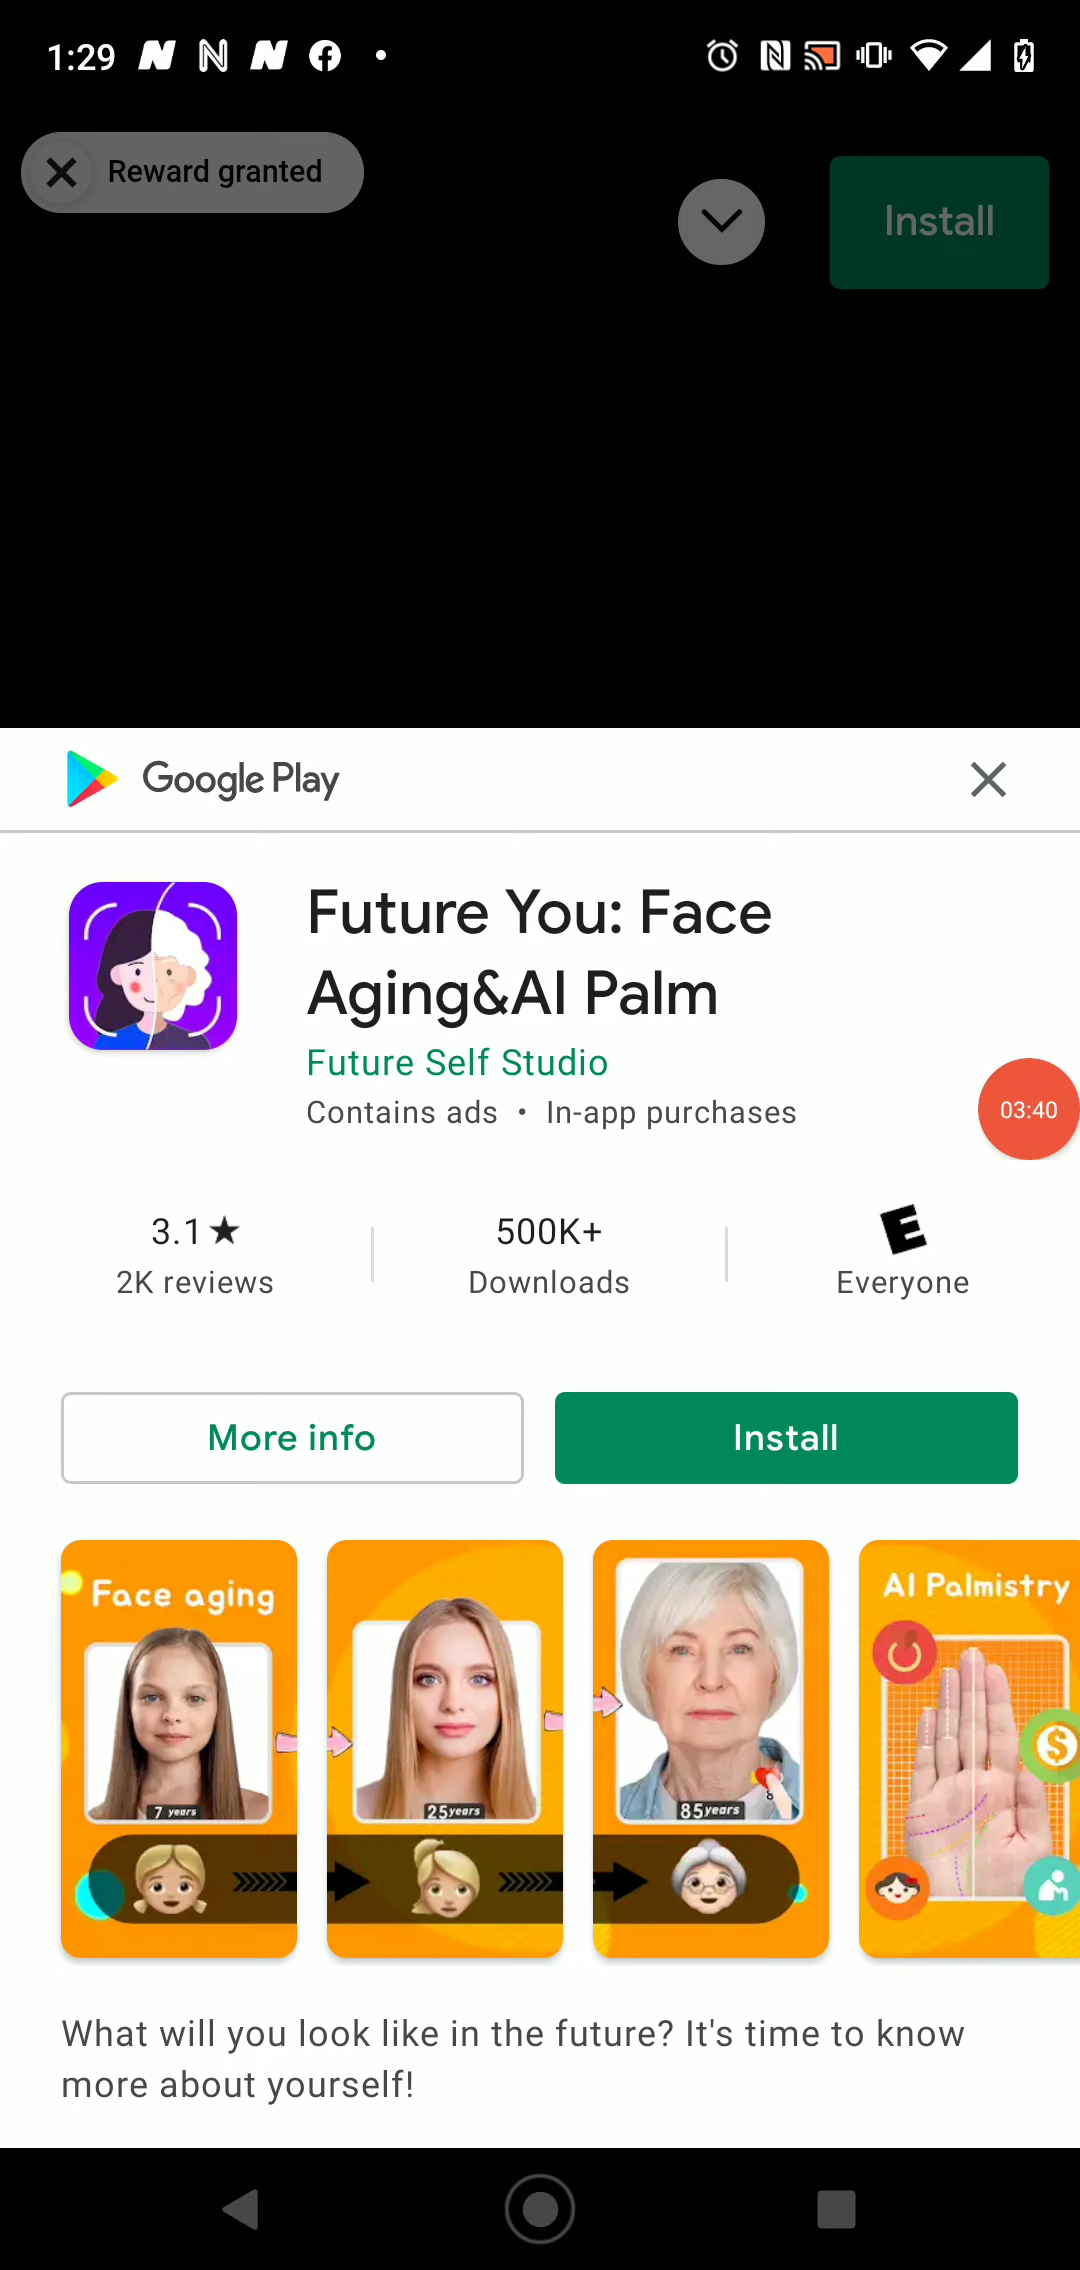 1:29
Reward granted
Install
Google Play
Future You: Face
Aging&AI Palm
Future Self Studio
Contains ads • In-app purchases
03:40
3.1★
2K reviews
500K+
Downloads
E
Everyone
More info
Install
Face aging
7 years
25years
85years
AI Palmistry
$
What will you look like in the future? It's time to know
more about yourself!